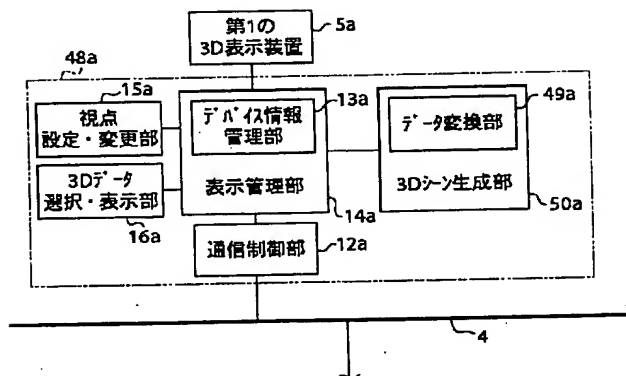 第1の
3D表示装置
5a
48a
15a
視点
設定・変更部
デバイス情報
管理部
13a
表示管理部
14a
データ変換部
49a
3Dシーン生成部
50a
3Dデータ
選択・表示部
16a
通信制御部
12a
4